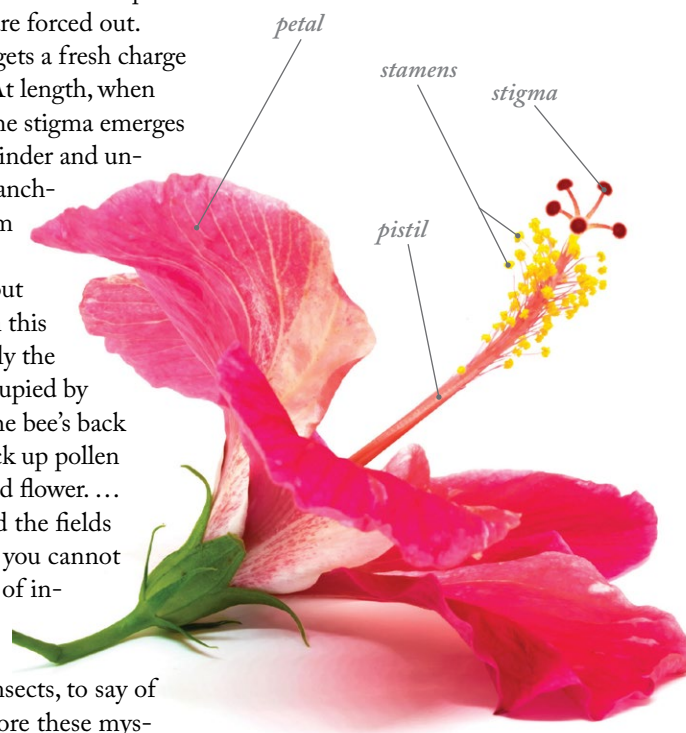 re forced out.
gets a fresh charge
At length, when
he stigma emerges
inder and un-
anch-
m
out
this
ly the
upied by
he bee's back
ck up pollen
d flower. …
d the fields
you cannot
of in-
nsects, to say of
ore these mys-
petal
stamens
stigma
pistil